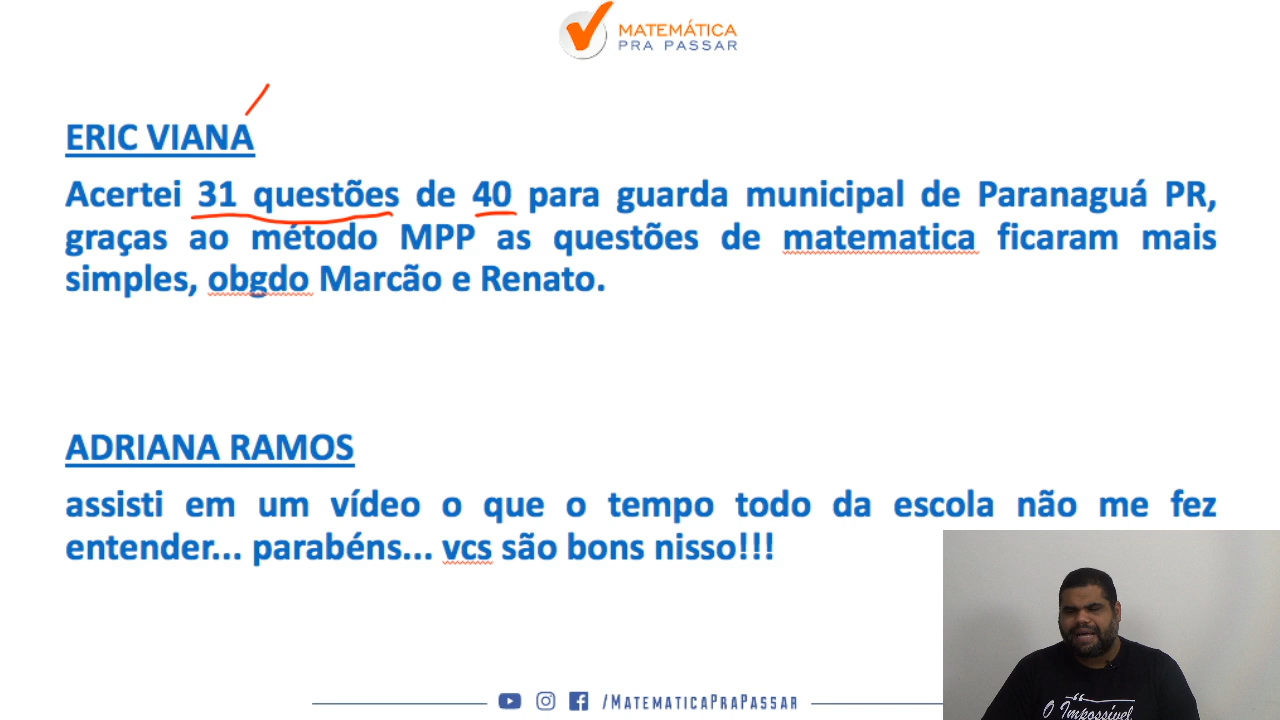 MATEMÁTICA
PRA PASSAR
ERIC VIANA
Acertei 31 questões de 40 para guarda municipal de Paranaguá PR,
graças ao método MPP as questões de matematica ficaram mais
simples, obgdo Marcão e Renato.
ADRIANA RAMOS
assisti em um vídeo o que o tempo todo da escola não me fez
entender... parabéns... vcs são bons nisso!!!
O Impossível
/MATEMATICAPRAPASSAR